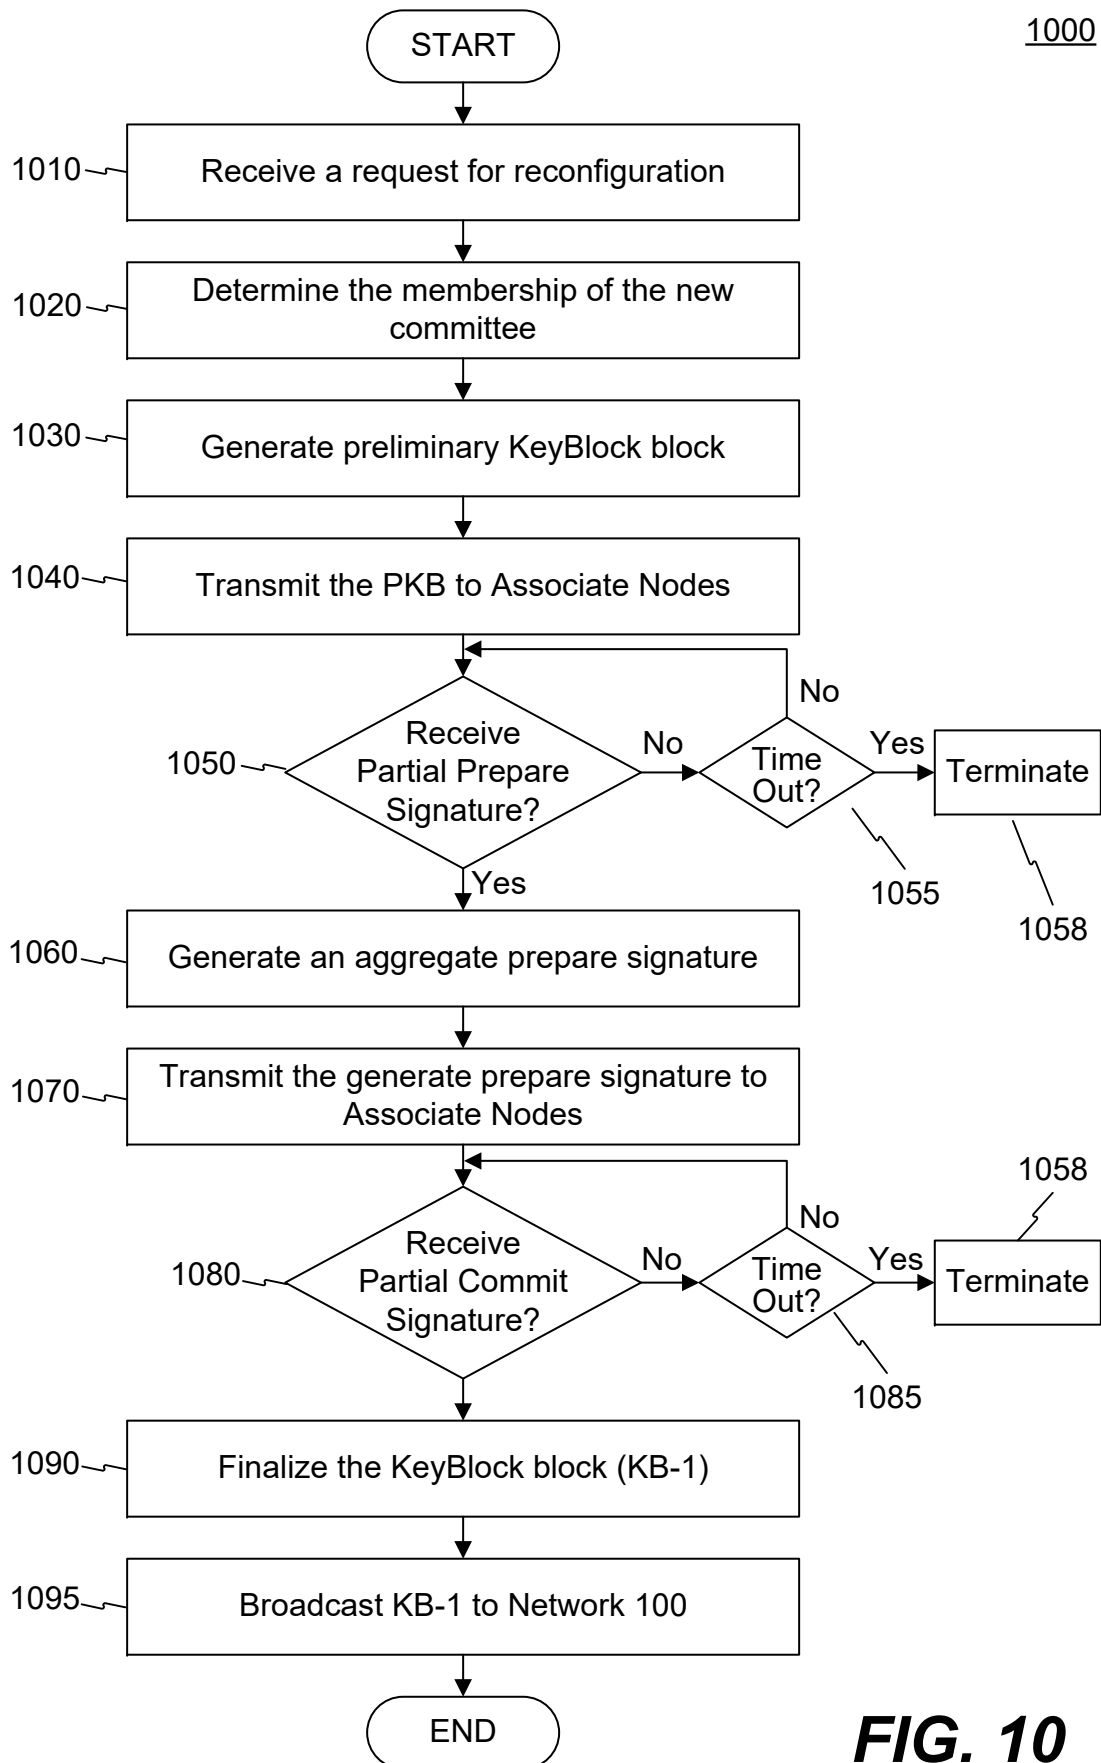 START
1000
1010
Receive a request for reconfiguration
1020
Determine the membership of the new
committee
1030
Generate preliminary KeyBlock block
1040
Transmit the PKB to Associate Nodes
1050
Receive
Partial Prepare
Signature?
No
Time
Out?
No
Yes
Terminate
1055
1058
Yes
1060
Generate an aggregate prepare signature
1070
Transmit the generate prepare signature to
Associate Nodes
1080
Receive
Partial Commit
Signature?
No
Time
Out?
No
Yes
Terminate
1058
1085
1090
Finalize the KeyBlock block (KB-1)
1095
Broadcast KB-1 to Network 100
END
FIG. 10